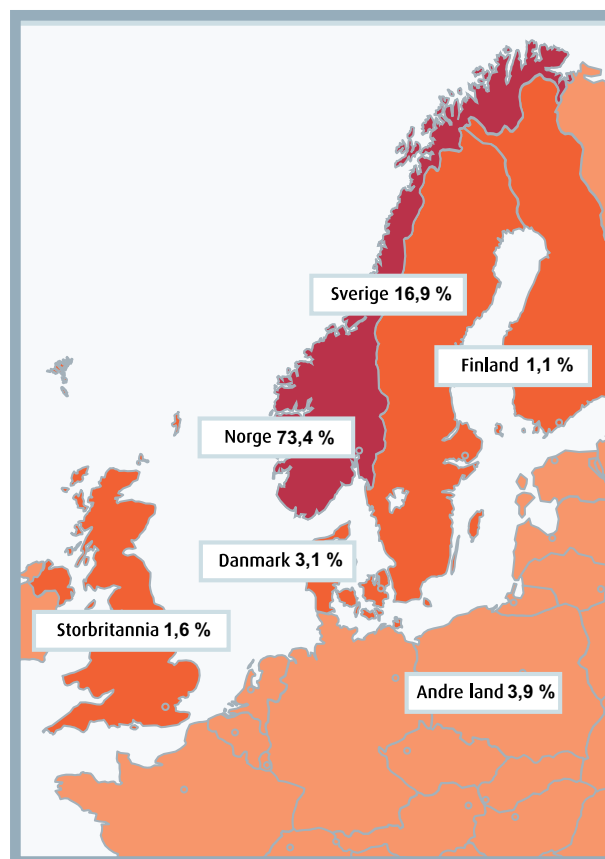 Sverige 16,9 %
Finland 1,1 %
Norge 73,4 %
Danmark 3,1 %
Storbritannia 1,6 %
Andre land 3,9 %